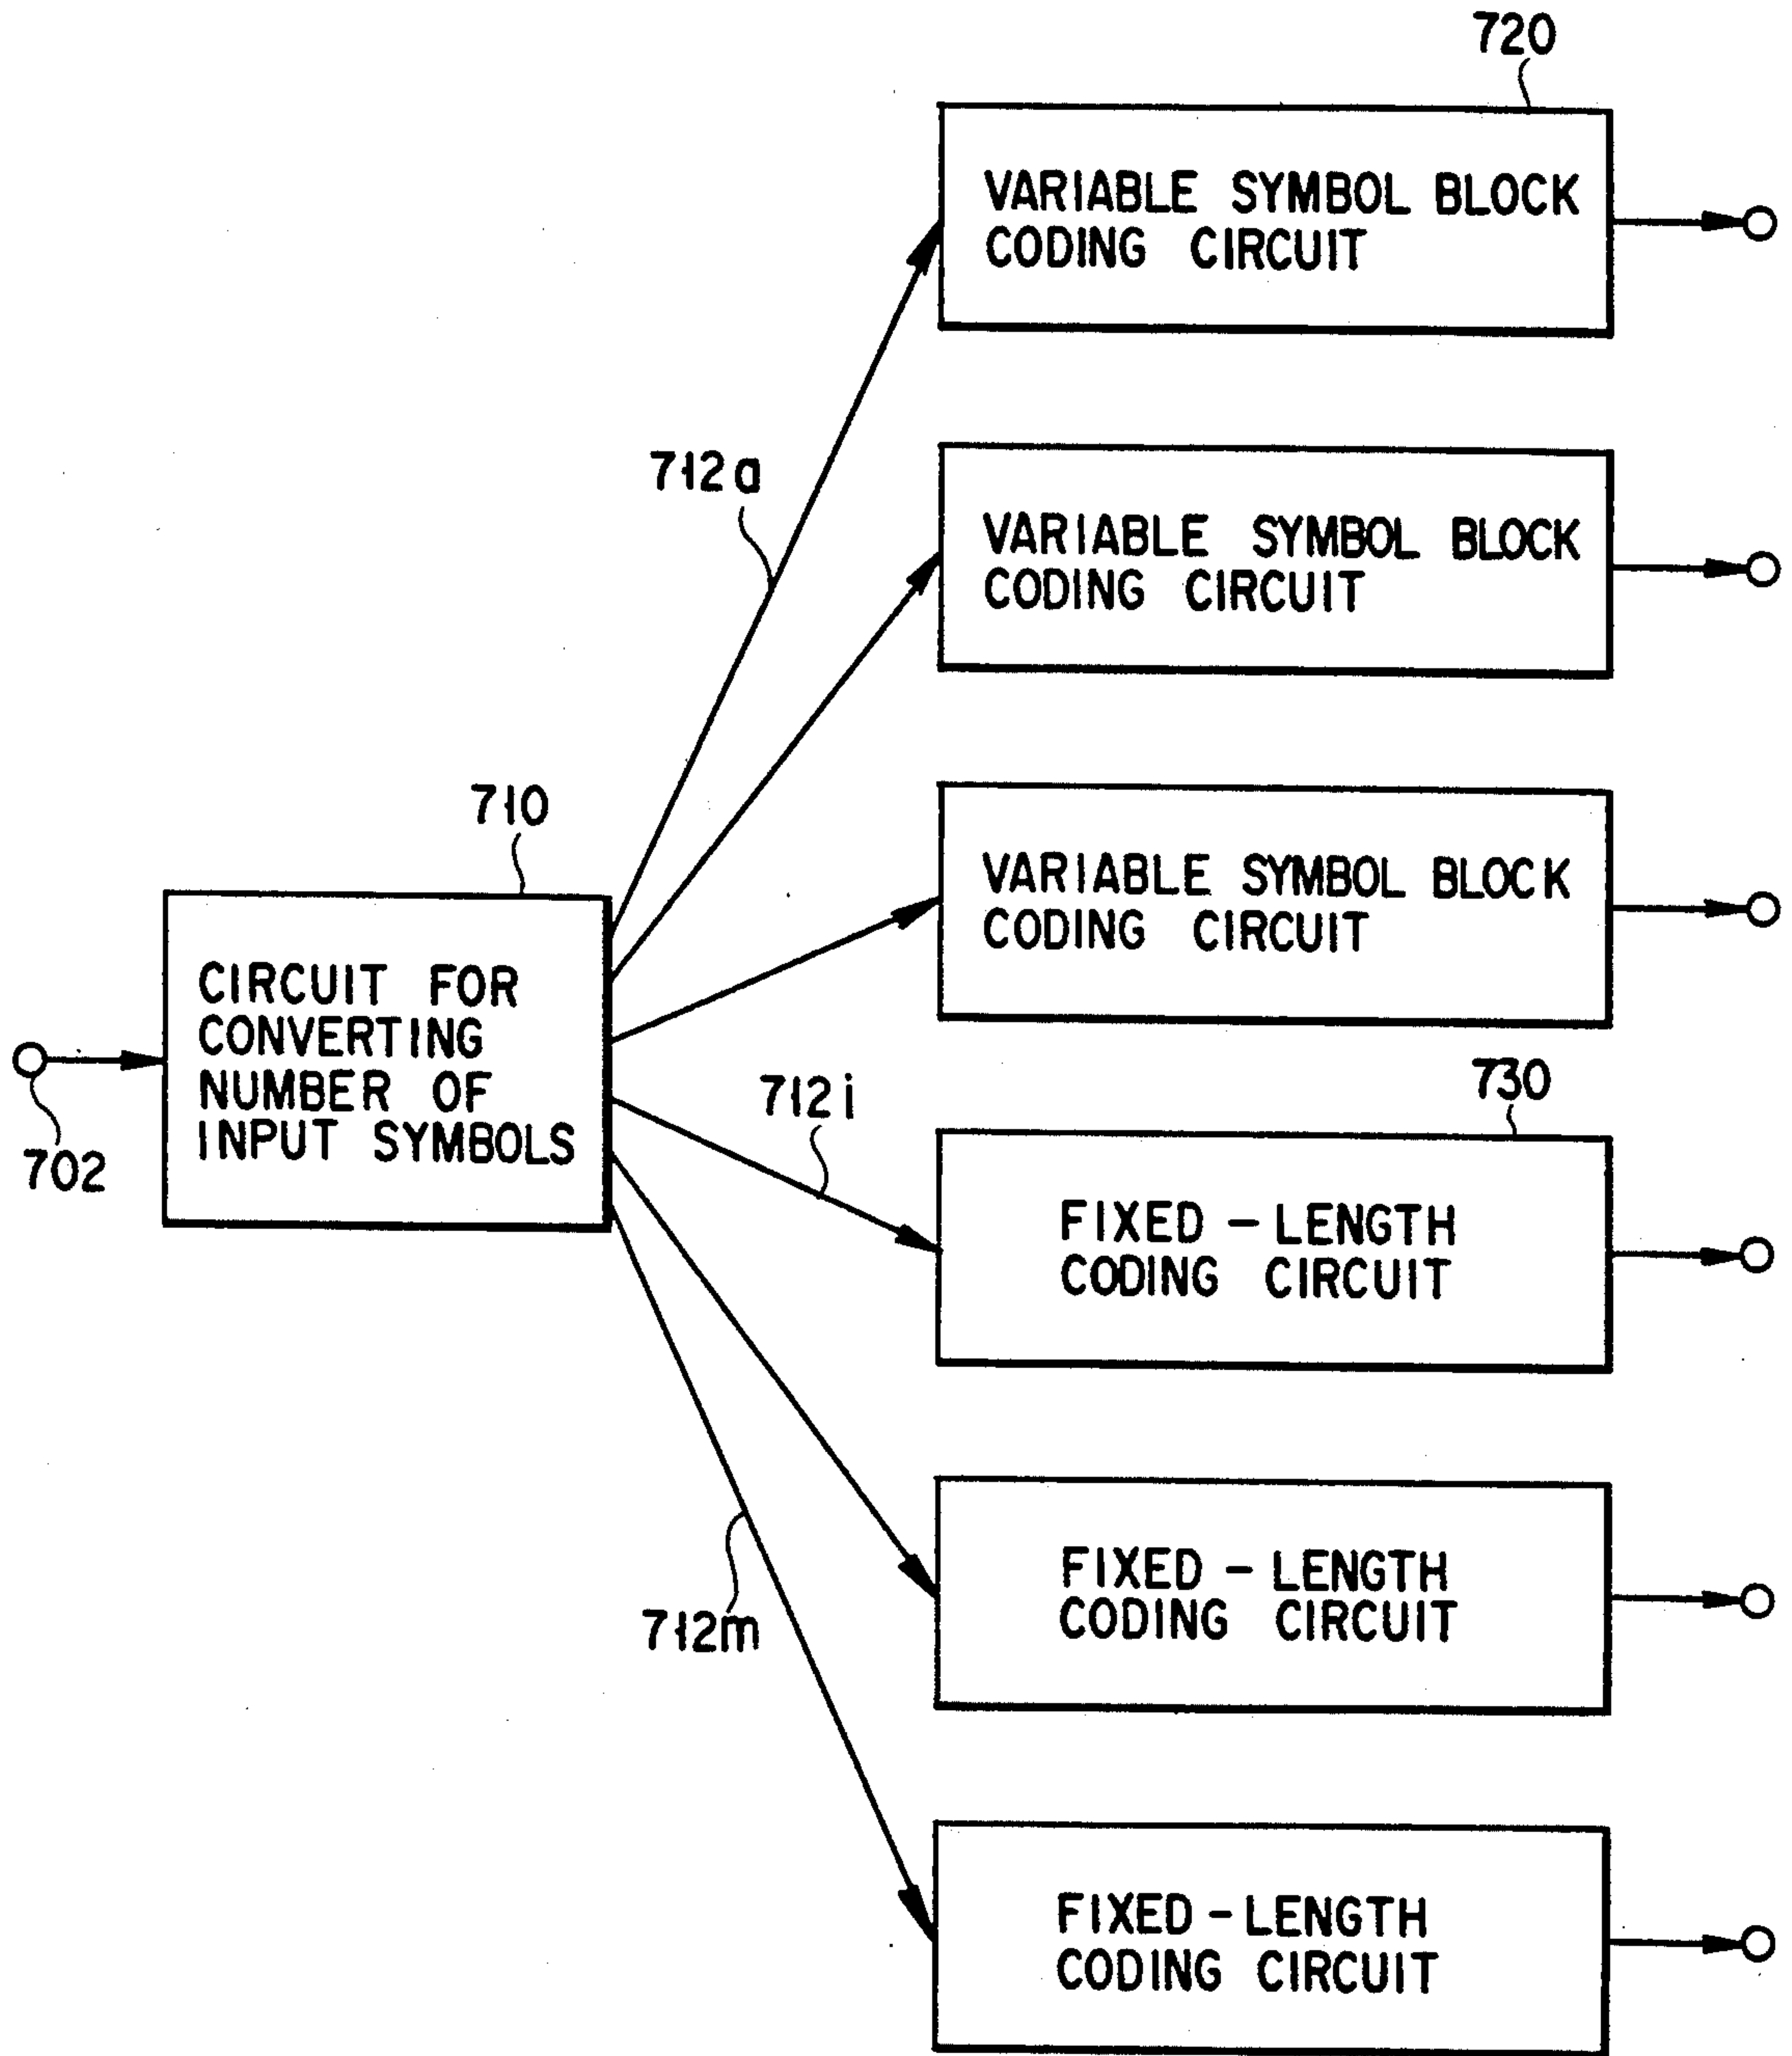 720
VARIABLE SYMBOL BLOCK
CODING CIRCUIT
712a
VARIABLE SYMBOL BLOCK
CODING CIRCUIT
710
VARIABLE SYMBOL BLOCK
CODING CIRCUIT
CIRCUIT FOR
CONVERTING
NUMBER OF
INPUT SYMBOLS
702
712i
730
FIXED - LENGTH
CODING CIRCUIT
FIXED - LENGTH
CODING CIRCUIT
712m
FIXED - LENGTH
CODING CIRCUIT